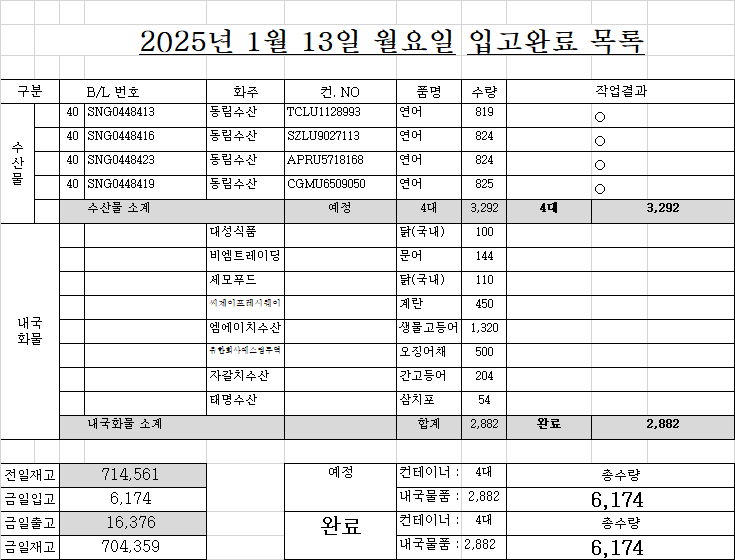 2025년 1월 13일 월요일 입고완료 목록
구분 B/L 번호 화주 컨. NO 품명 수량 작업결과
수산물
40 SNG0448413 동림수산 TCLU1128993 연어 819 ○
40 SNG0448416 동림수산 SZLU9027113 연어 824 ○
40 SNG0448423 동림수산 APRU5718168 연어 824 ○
40 SNG0448419 동림수산 CGMU6509050 연어 825 ○
수산물 소계 예정 4대 3,292 4대 3,292
내국
화물
대성식품 닭(국내) 100
비엠트레이딩 문어 144
세모푸드 닭(국내) 110
씨제이프레시웨이 계란 450
엠에이치수산 생물고등어 1,320
오징어채 500
자갈치수산 간고등어 204
태명수산 삼치포 54
내국화물 소계 합계 2,882 완료 2,882
전일재고 714,561 예정 컨테이너 : 4대 총수량
금일입고 6,174 내국물품 : 2,882 6,174
금일출고 16,376 완료 컨테이너 : 4대 총수량
금일재고 704,359 내국물품 : 2,882 6,174